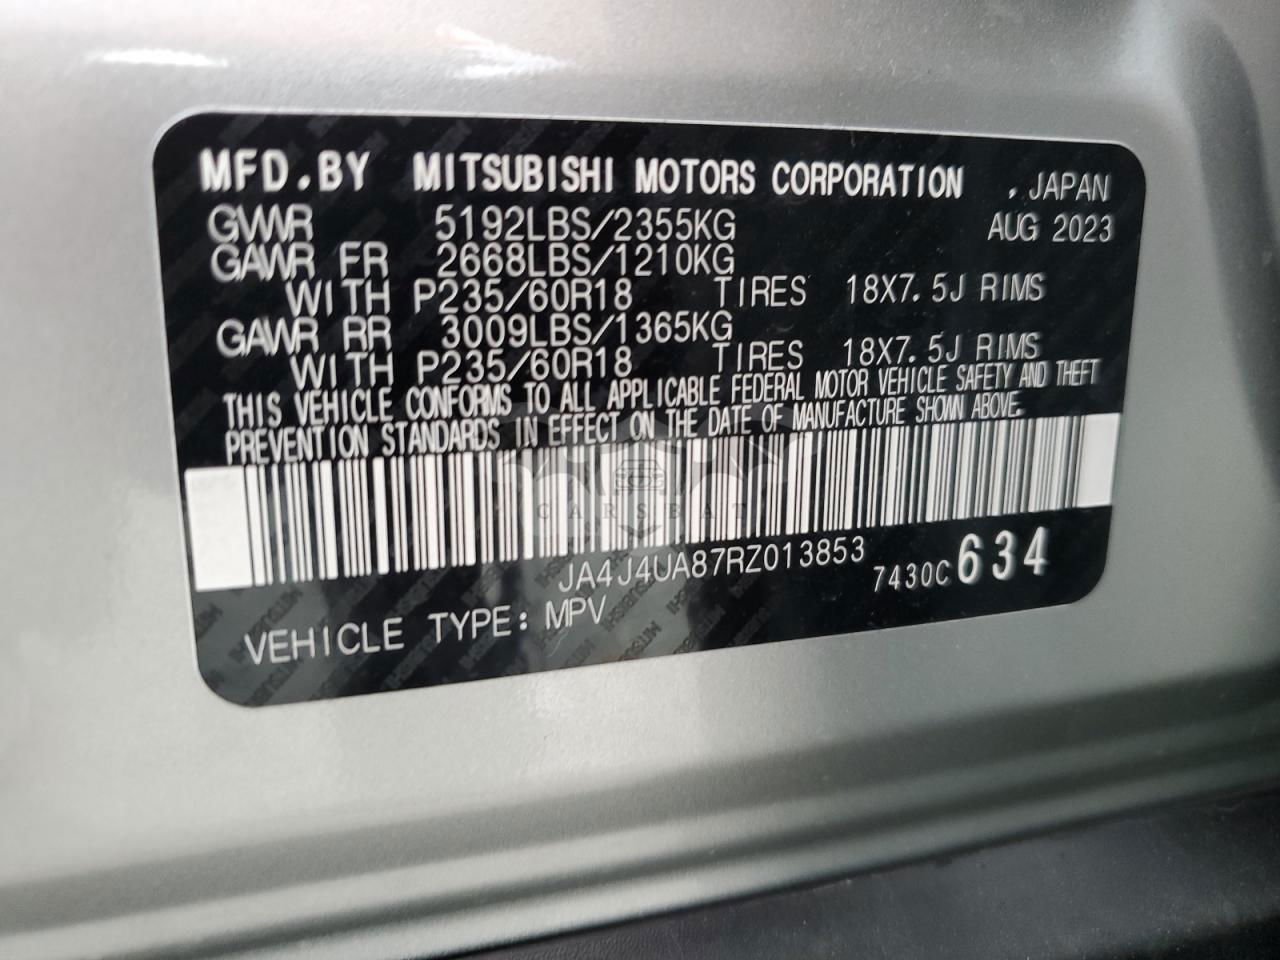 MFD.BY MITSUBISHI MOTORS CORPORATION , JAPAN
GVWR 5192LBS/2355KG AUG 2023
GAWR FR 2668LBS/1210KG
WITH P235/60R18 TIRES 18X7.5J RIMS
GAWR RR 3009LBS/1365KG
WITH P235/60R18 TIRES 18X7.5J RIMS
THIS VEHICLE CONFORMS TO ALL APPLICABLE FEDERAL MOTOR VEHICLE SAFETY AND THEFT
PREVENTION STANDARDS IN EFFECT ON THE DATE OF MANUFACTURE SHOWN ABOVE.
CARSBAT
JA4J4UA87RZ013853 7430C 634
VEHICLE TYPE: MPV